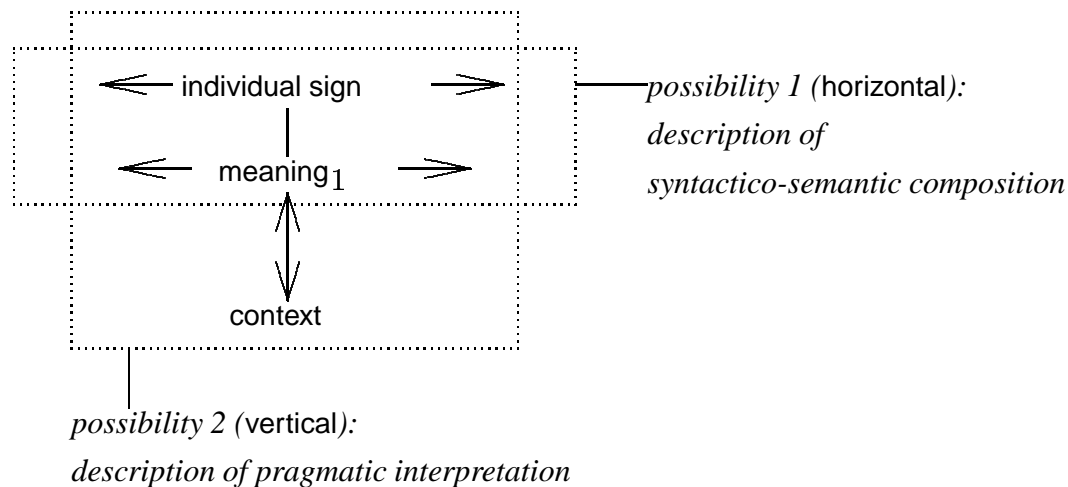 individual sign
meaning₁
context
possibility 1 (horizontal):
description of
syntactico-semantic composition
possibility 2 (vertical):
description of pragmatic interpretation